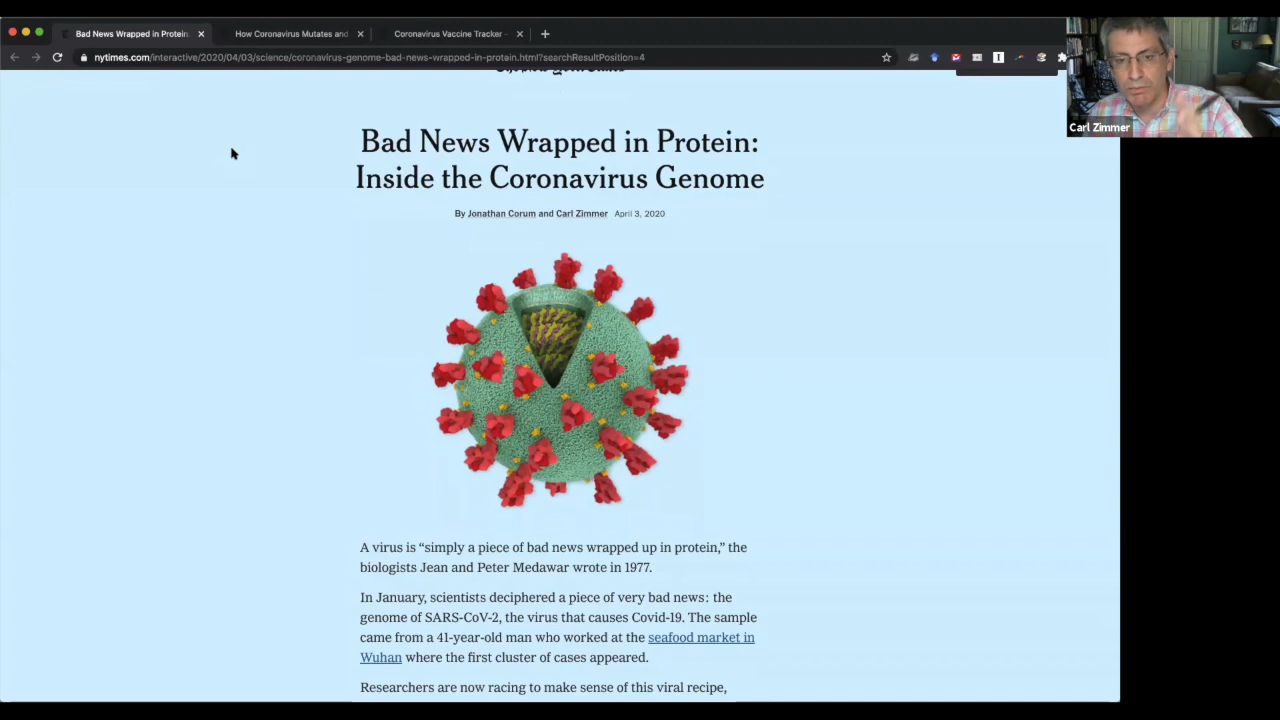 Bad News Wrapped in Protein:
How Coronavirus Mutates and
Coronavirus Vaccine Tracker -
nytimes.com/interactive/2020/04/03/science/coronavirus-genome-bad-news-wrapped-in-protein.html?searchResultPosition=4
Carl Zimmer
Bad News Wrapped in Protein:
Inside the Coronavirus Genome
By Jonathan Corum and Carl Zimmer April 3, 2020
A virus is “simply a piece of bad news wrapped up in protein,” the
biologists Jean and Peter Medawar wrote in 1977.
In January, scientists deciphered a piece of very bad news: the
genome of SARS-CoV-2, the virus that causes Covid-19. The sample
came from a 41-year-old man who worked at the seafood market in
Wuhan where the first cluster of cases appeared.
Researchers are now racing to make sense of this viral recipe,